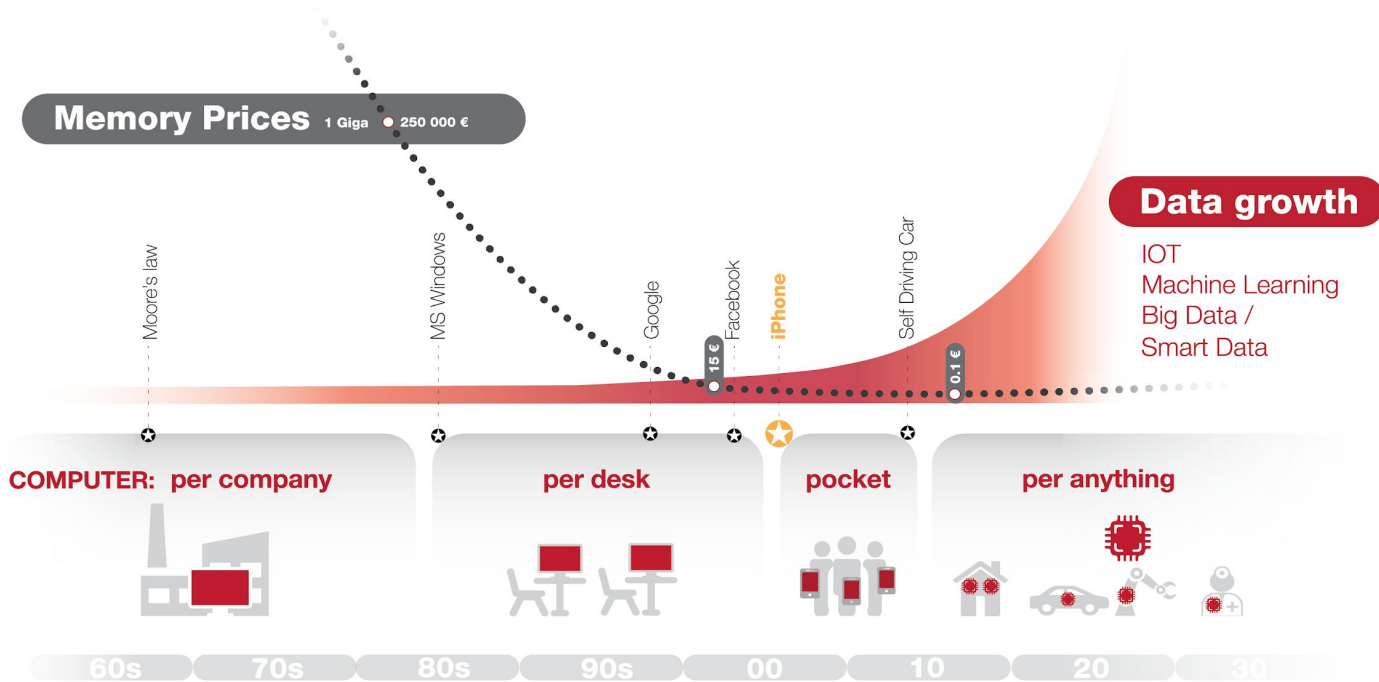 Memory Prices 1 Giga 250 000 €
Data growth
IOT
Machine Learning
Big Data /
Smart Data
Moore's law
MS Windows
Google
15 €
Facebook
iPhone
Self Driving Car
0.1 €
COMPUTER: per company
per desk
pocket
per anything
60s 70s 80s 90s 00 10 20 30